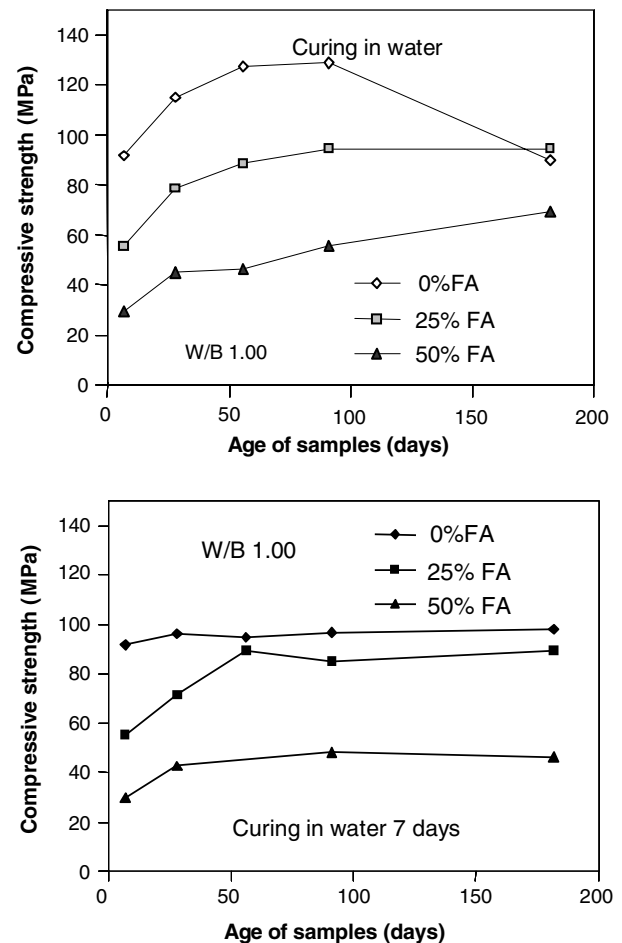 140
Curing in water
120
100
80
60
40
20
0
Compressive strength (MPa)
0%FA
25% FA
50% FA
W/B 1.00
0
50
100
150
200
Age of samples (days)
140
W/B 1.00
120
100
80
60
40
20
0
Compressive strength (MPa)
0%FA
25% FA
50% FA
Curing in water 7 days
0
50
100
150
200
Age of samples (days)